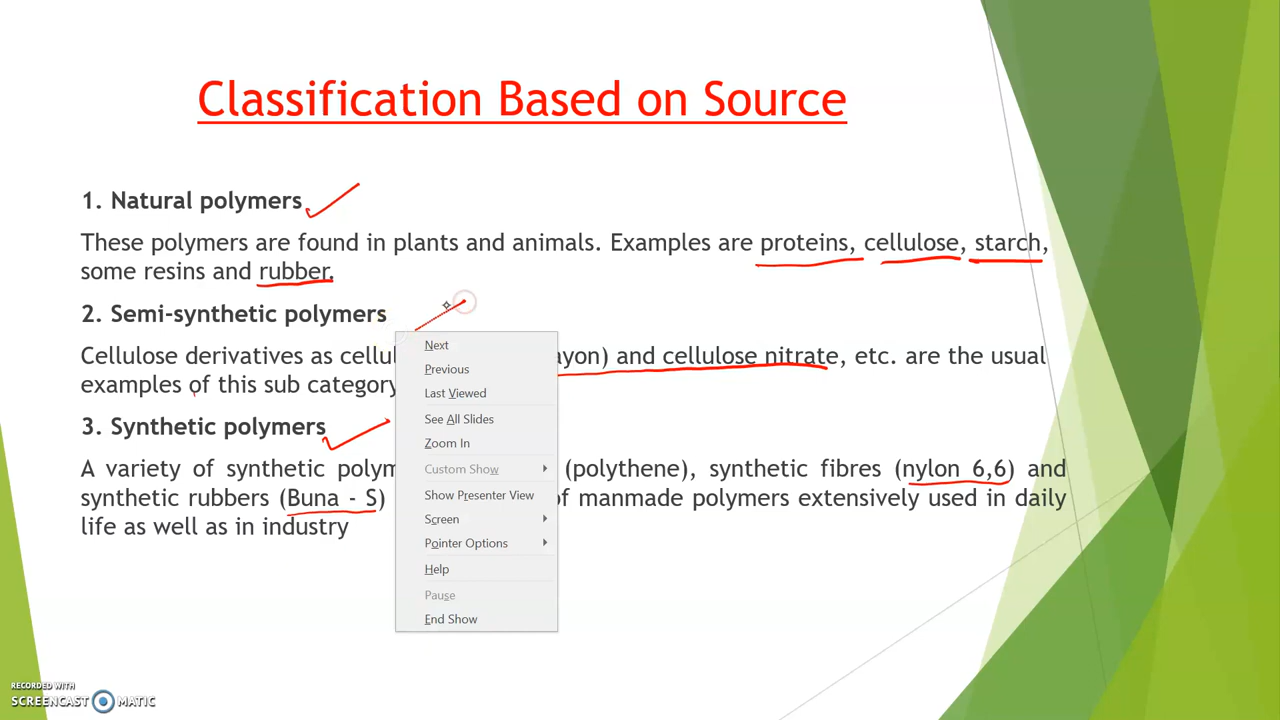 Classification Based on Source
1. Natural polymers
These polymers are found in plants and animals. Examples are proteins, cellulose, starch,
some resins and rubber.
2. Semi-synthetic polymers
Cellulose derivatives as cellul ayon) and cellulose nitrate, etc. are the usual
examples of this sub category
3. Synthetic polymers
A variety of synthetic polym (polythene), synthetic fibres (nylon 6,6) and
synthetic rubbers (Buna - S) of manmade polymers extensively used in daily
life as well as in industry
Next
Previous
Last Viewed
See All Slides
Zoom In
Custom Show
Show Presenter View
Screen
Pointer Options
Help
Pause
End Show
RECORDED WITH
SCREENCAST MATIC